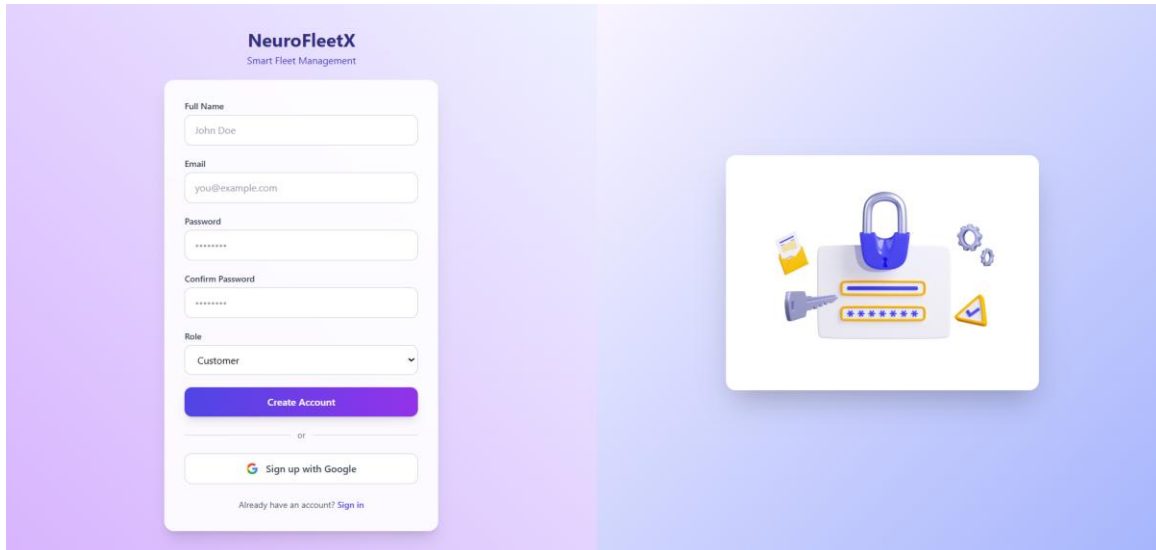 NeuroFleetX
Smart Fleet Management
Full Name
John Doe
Email
you@example.com
Password
••••••••
Confirm Password
••••••••
Role
Customer
Create Account
or
Sign up with Google
Already have an account? Sign in
*******